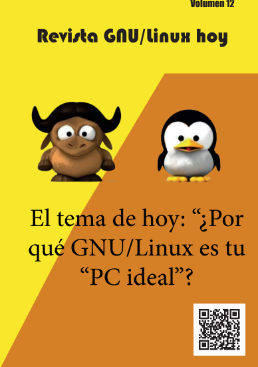 Volumen 12
Revista GNU/Linux hoy
El tema de hoy: “¿Por
qué GNU/Linux es tu
“PC ideal”?